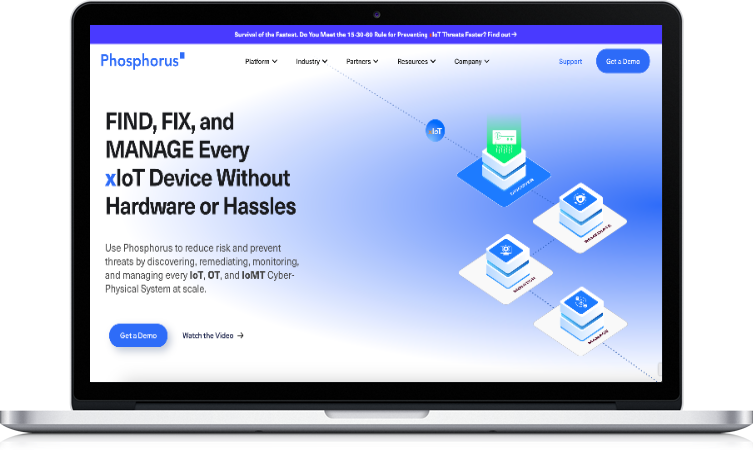 Survival of the Fastest. Do You Meet the 15-30-60 Rule for Preventing xIoT Threats Faster? Find out →
Phosphorus
Platform Industry Partners Resources Company Support Get a Demo
FIND, FIX, and
MANAGE Every
xIoT Device Without
Hardware or Hassles
Use Phosphorus to reduce risk and prevent
threats by discovering, remediating, monitoring,
and managing every IoT, OT, and IoMT Cyber-
Physical System at scale.
Get a Demo Watch the Video →
xIoT
REMEDIATE
MANAGE